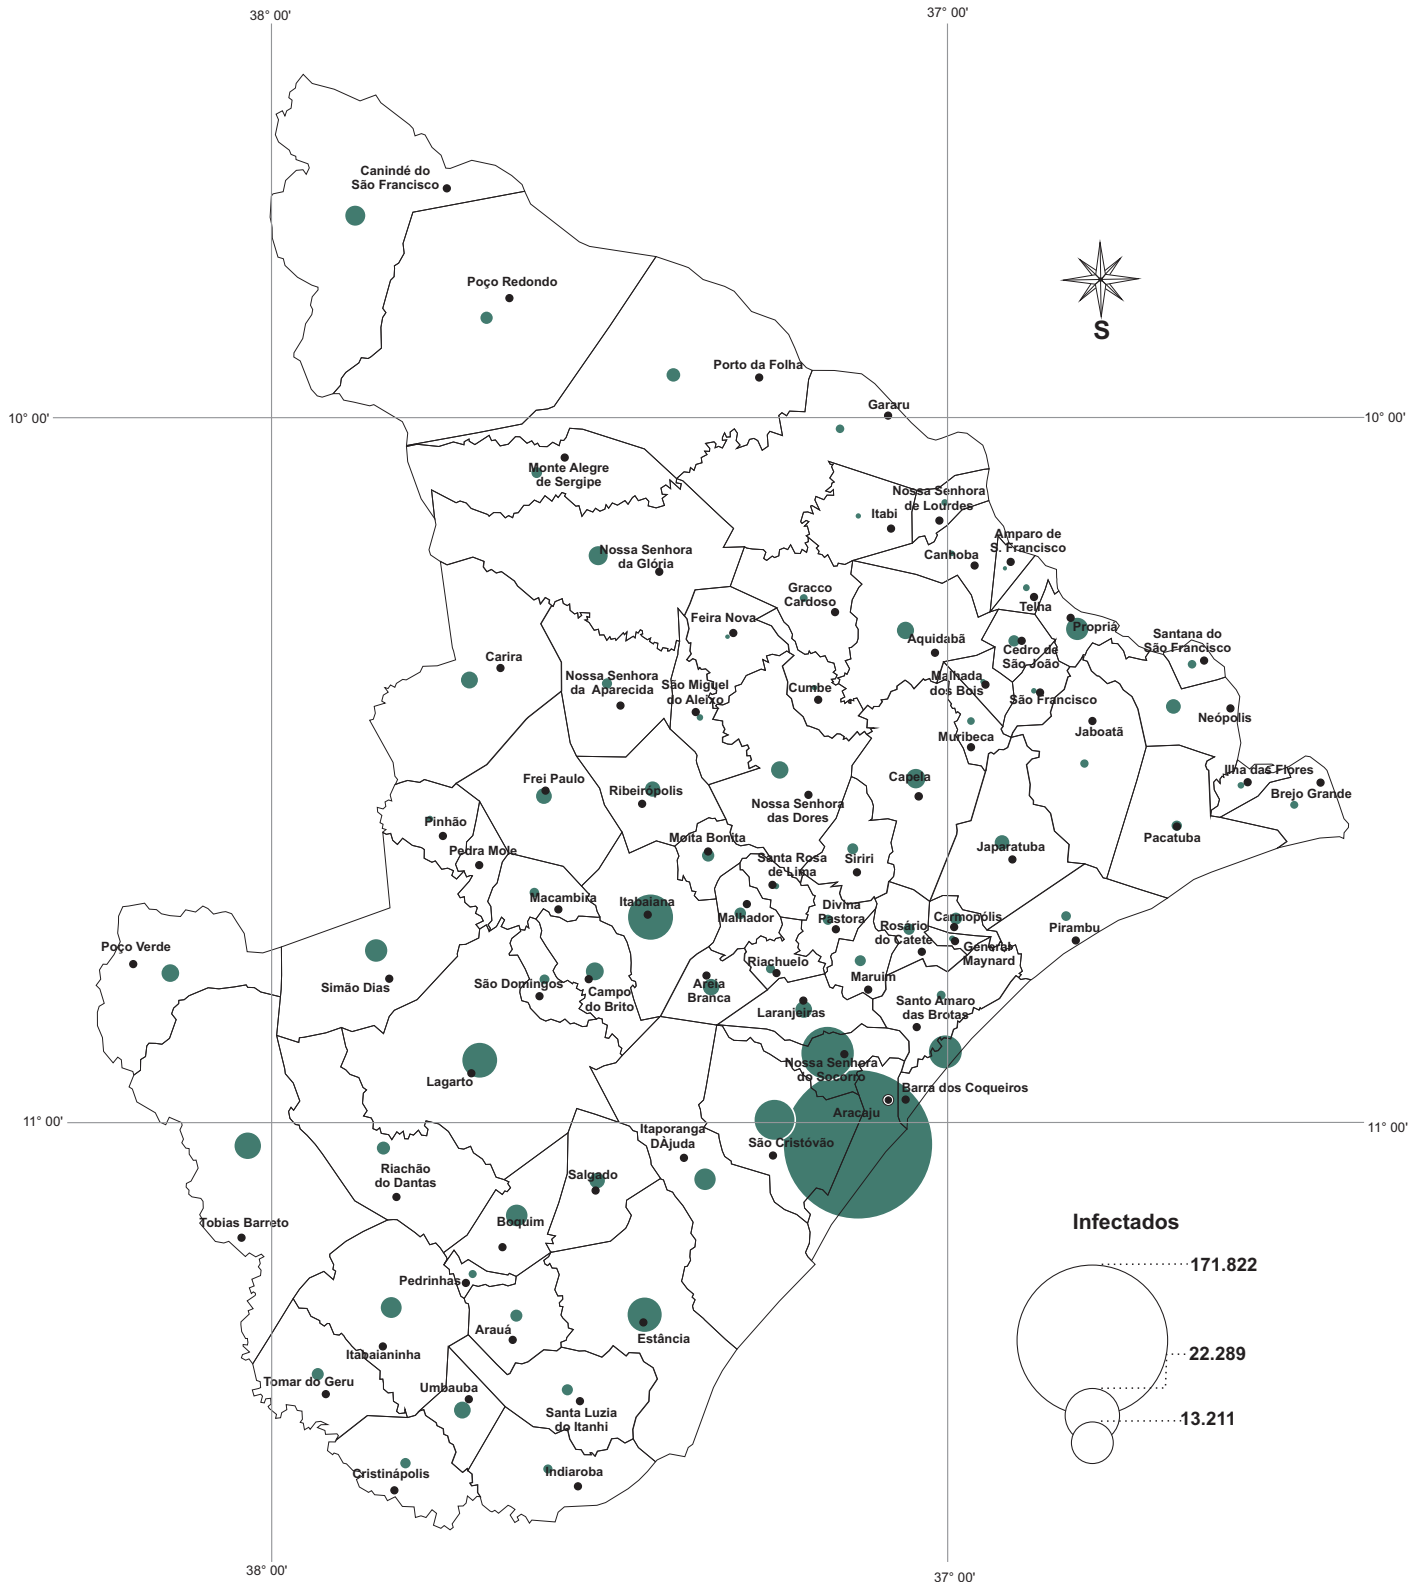 38° 00'
37° 00'
Canindé do
São Francisco
Poço Redondo
S
Porto da Folha
Gararu
10° 00'
10° 00'
Monte Alegre
de Sergipe
Nossa Senhora
de Lourdes
Itabi
Amparo de
S. Francisco
Canhoba
Nossa Senhora
da Glória
Gracco
Cardoso
Telha
Feira Nova
Propriá
Aquidabã
Santana do
São Francisco
Cedro de
São João
Carira
Nossa Senhora
da Aparecida
São Miguel
do Aleixo
Cumbe
Malhada
dos Bois
São Francisco
Neópolis
Jaboatã
Muribeca
Frei Paulo
Ribeirópolis
Capela
Ilha das Flores
Brejo Grande
Nossa Senhora
das Dores
Pinhão
Moita Bonita
Pacatuba
Pedra Mole
Santa Rosa
de Lima
Siriri
Japaratuba
Macambira
Itabaiana
Malhador
Divina
Pastora
Carmopólis
Rosário
do Catete
Pirambu
General
Maynard
Poço Verde
Simão Dias
São Domingos
Campo
do Brito
Areia
Branca
Riachuelo
Maruim
Laranjeiras
Santo Amaro
das Brotas
Nossa Senhora
do Socorro
Lagarto
Barra dos Coqueiros
Aracaju
11° 00'
11° 00'
Itaporanga
DÀjuda
São Cristóvão
Riachão
do Dantas
Salgado
Tobias Barreto
Boquim
Infectados
Pedrinhas
171.822
Arauá
Estância
Itabaianinha
22.289
Tomar do Geru
Umbauba
Santa Luzia
do Itanhi
13.211
Cristinápolis
Indiaroba
38° 00'
37° 00'